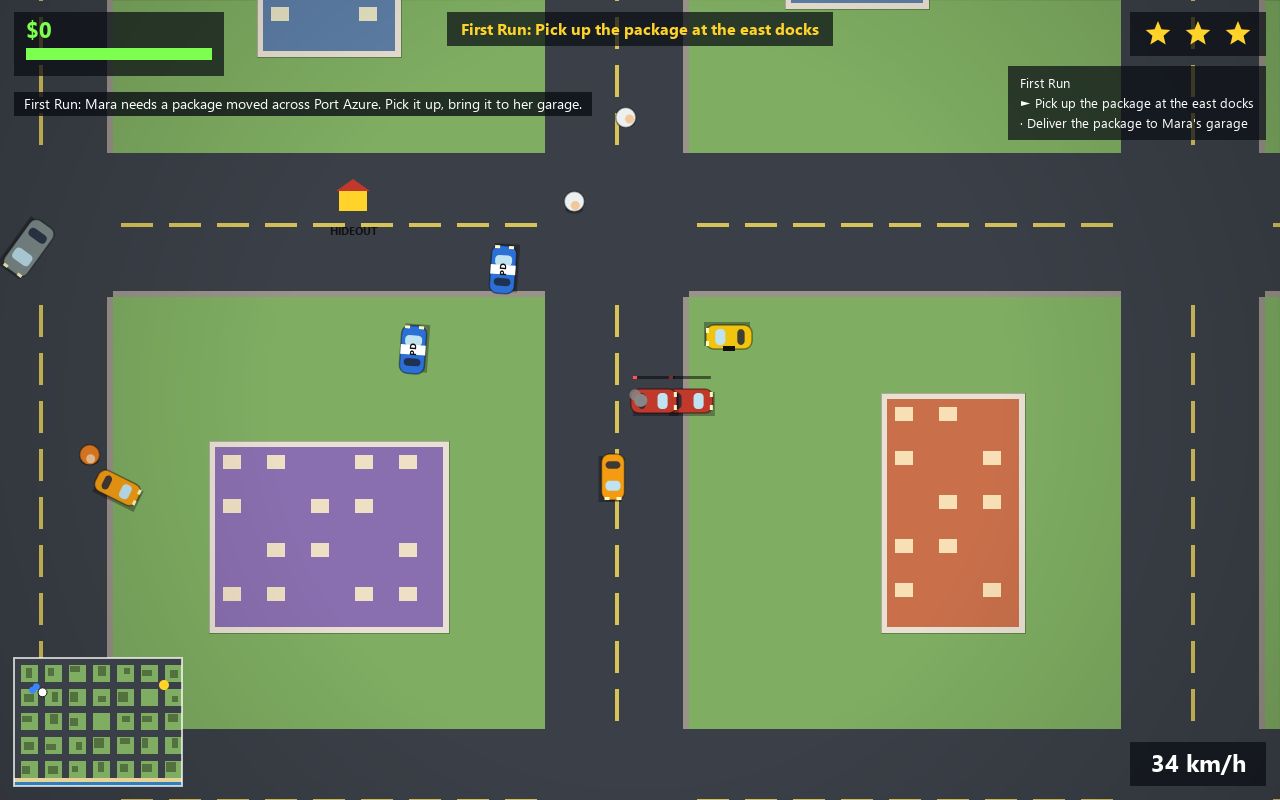 $0
First Run: Pick up the package at the east docks
First Run: Mara needs a package moved across Port Azure. Pick it up, bring it to her garage.
First Run
► Pick up the package at the east docks
· Deliver the package to Mara's garage
HIDEOUT
PD
PD
34 km/h